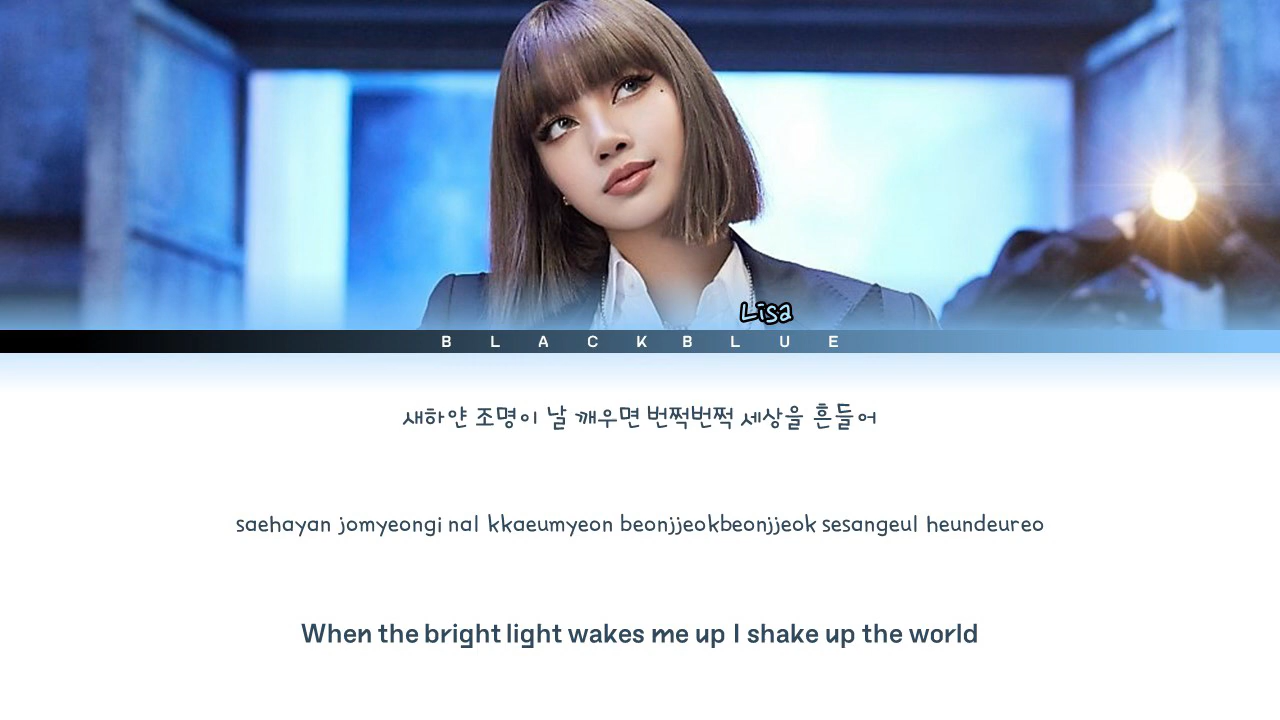 Lisa
BLACKBLUE
새하얀 조명이 날 깨우면 번쩍번쩍 세상을 흔들어
saehayan jomyeongi nal kkaeumyeon beonjjeokbeonjjeok sesangeul heundeureo
When the bright light wakes me up I shake up the world